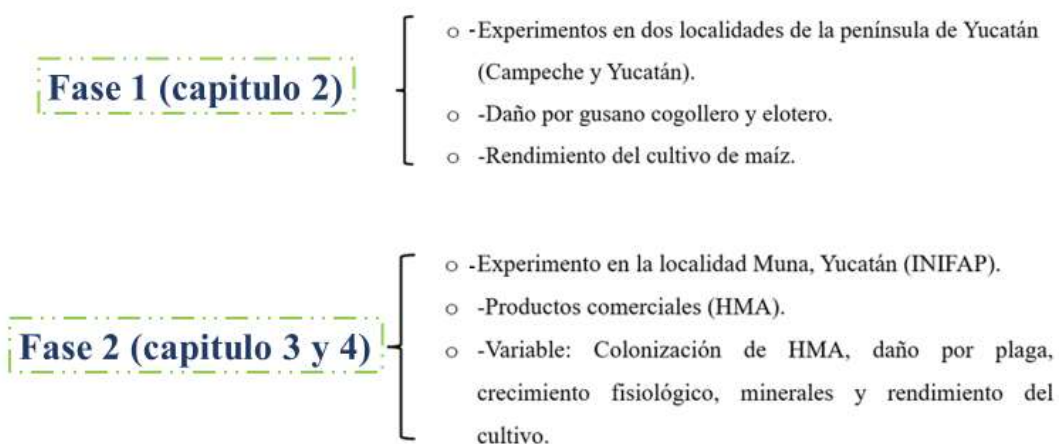 Fase 1 (capitulo 2)
o -Experimentos en dos localidades de la península de Yucatán
(Campeche y Yucatán).
o -Daño por gusano cogollero y elotero.
o -Rendimiento del cultivo de maíz.
Fase 2 (capitulo 3 y 4)
o -Experimento en la localidad Muna, Yucatán (INIFAP).
o -Productos comerciales (HMA).
o -Variable: Colonización de HMA, daño por plaga,
crecimiento fisiológico, minerales y rendimiento del
cultivo.